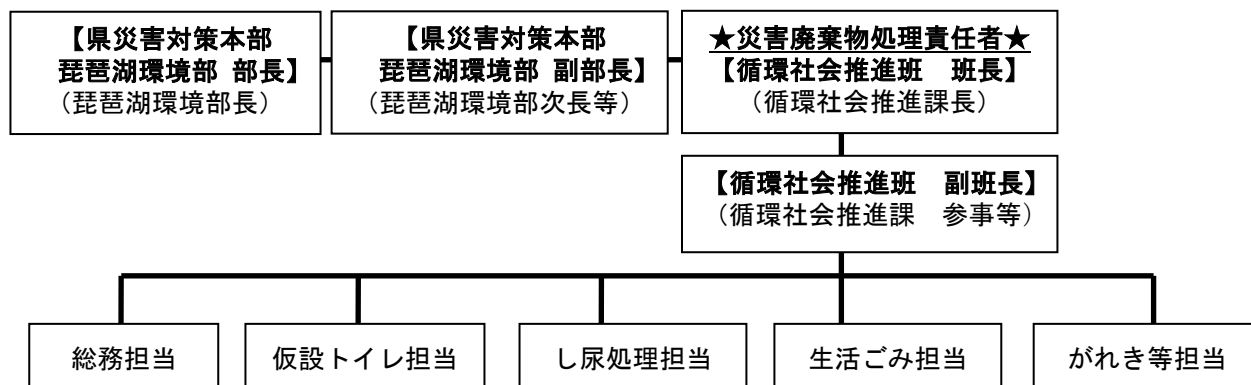 【県災害対策本部
琵琶湖環境部 部長】
（琵琶湖環境部長）
【県災害対策本部
琵琶湖環境部 副部長】
（琵琶湖環境部次長等）
★災害廃棄物処理責任者★
【循環社会推進班　班長】
（循環社会推進課長）
【循環社会推進班　副班長】
（循環社会推進課　参事等）
総務担当
仮設トイレ担当
し尿処理担当
生活ごみ担当
がれき等担当